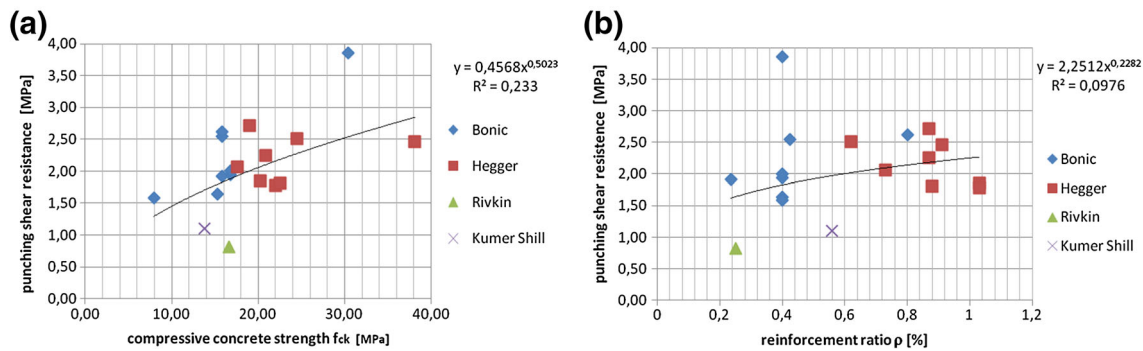 (a)
4,00
3,50
3,00
2,50
2,00
1,50
1,00
0,50
0,00
punching shear resistance [MPa]
0,00 10,00 20,00 30,00 40,00
compressive concrete strength fck [MPa]
y = 0,4568x^0,5023
R² = 0,233
Bonic
Hegger
Rivkin
Kumer Shill
(b)
4,00
3,50
3,00
2,50
2,00
1,50
1,00
0,50
0,00
punching shear resistence [MPa]
0 0,2 0,4 0,6 0,8 1 1,2
reinforcement ratio ρ [%]
y = 2,2512x^0,2282
R² = 0,0976
Bonic
Hegger
Rivkin
Kumer Shill